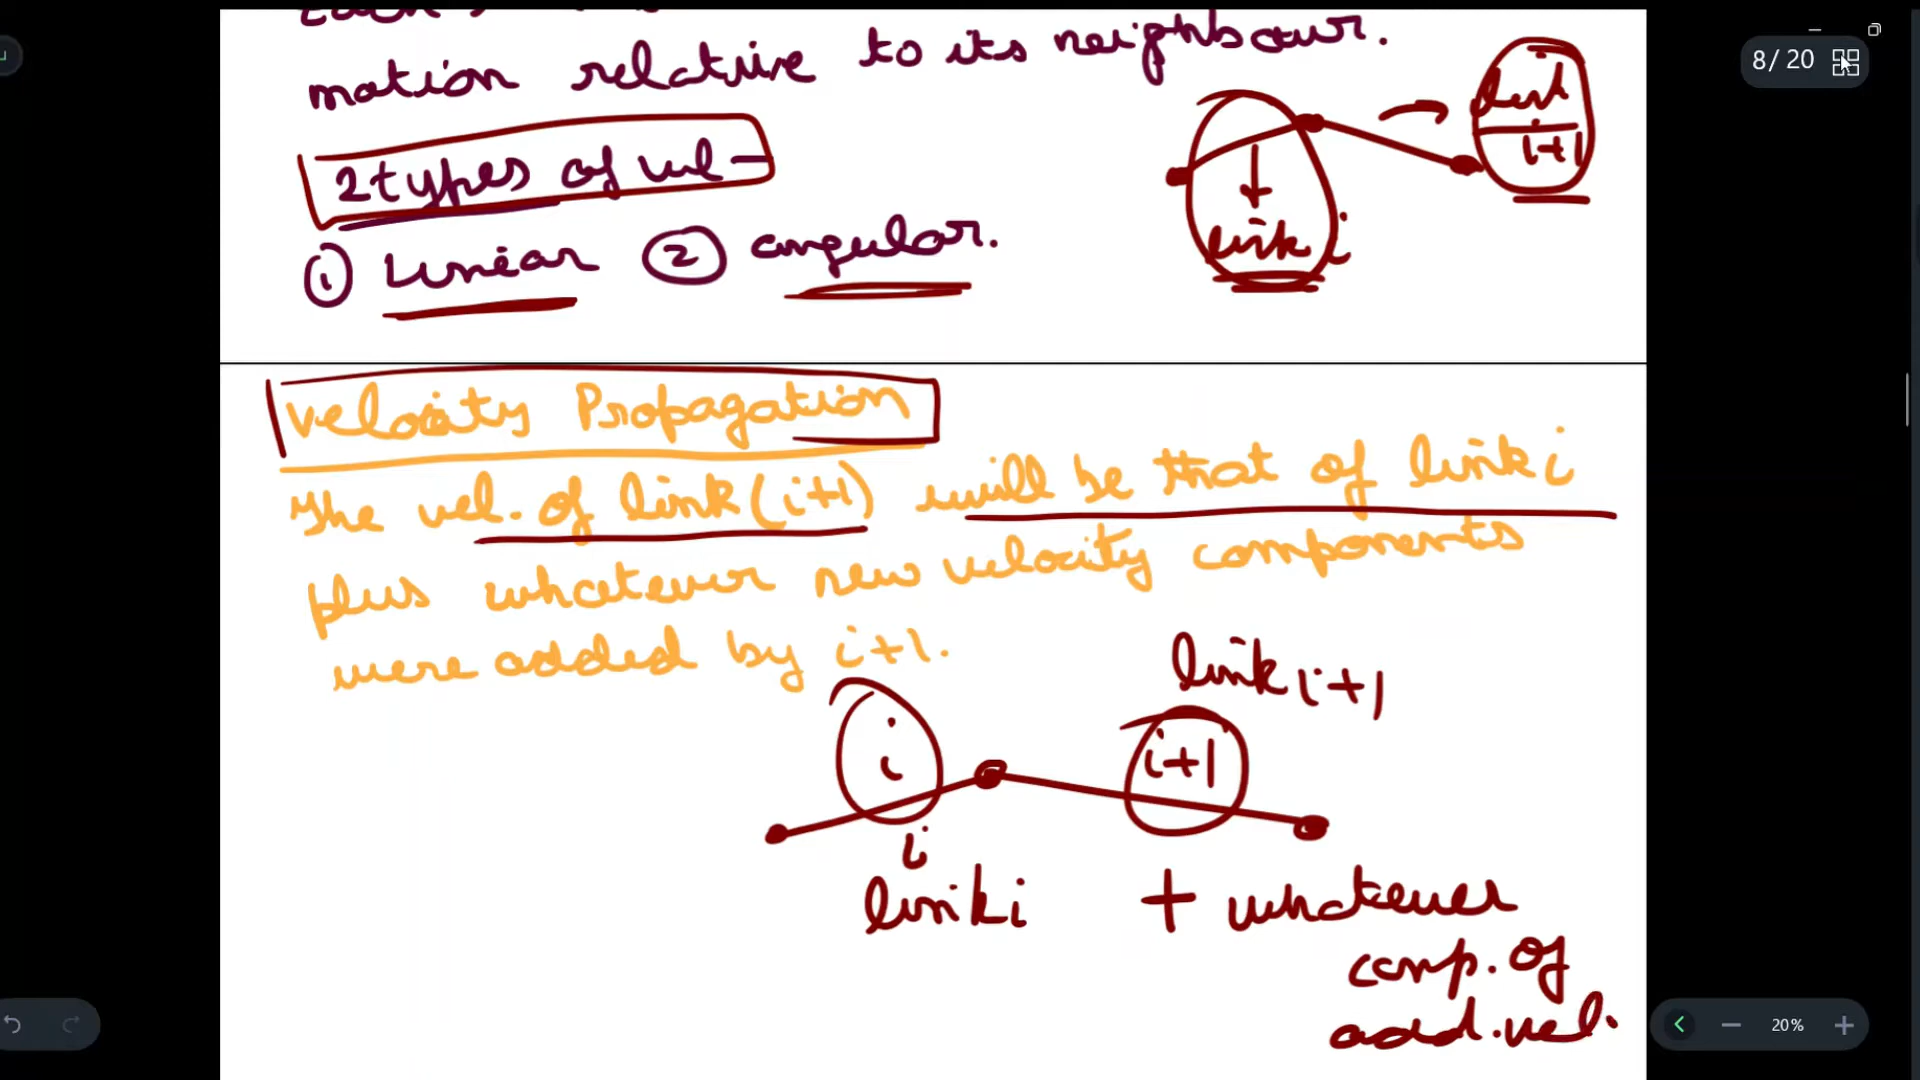 motion relative to its neighbour.
2 types of vel -
① Linear ② angular.
link i
link i+1
Velocity Propagation
The vel. of link (i+1) will be that of link i
plus whatever new velocity components
were added by i+1.
link i+1
i
i+1
i
link i
+ whatever
comp. of
add. vel.
8/ 20
20%